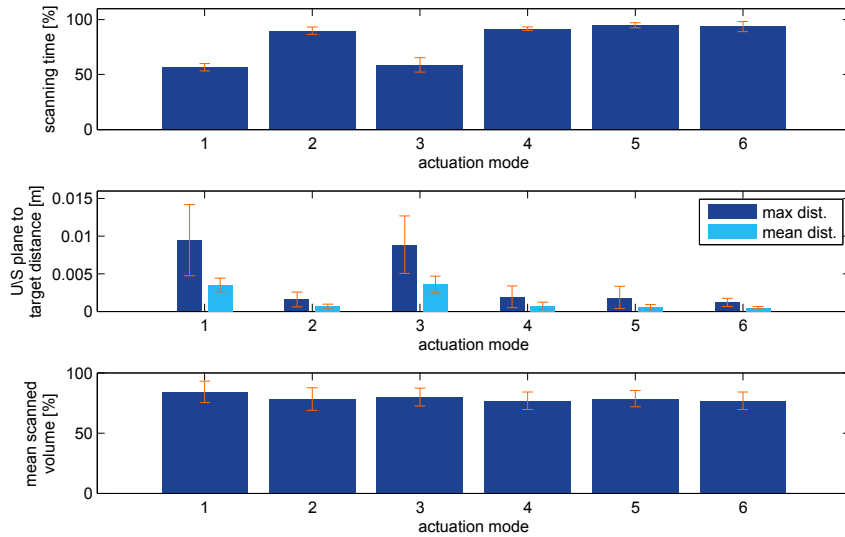 100
50
0
scanning time [%]
1 2 3 4 5 6
actuation mode
0.015
0.01
0.005
0
U\S plane to
target distance [m]
max dist.
mean dist.
1 2 3 4 5 6
actuation mode
100
50
0
mean scanned
volume [%]
1 2 3 4 5 6
actuation mode